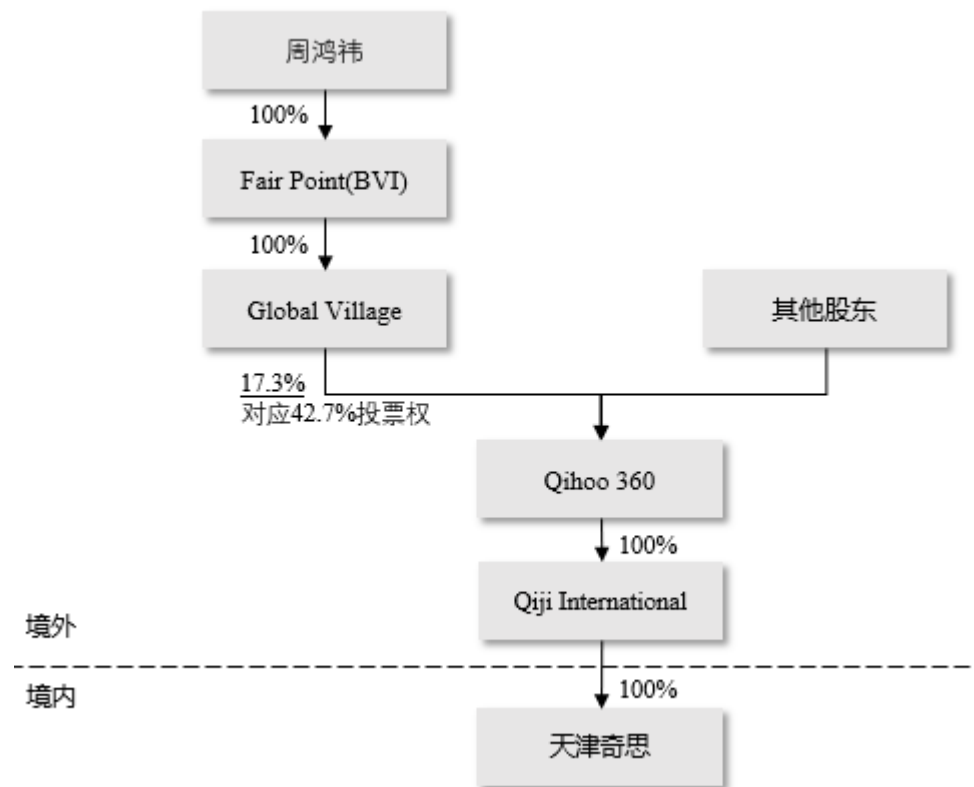 周鸿祎
100%
Fair Point(BVI)
100%
Global Village
其他股东
17.3%
对应42.7%投票权
Qihoo 360
100%
Qiji International
境外
境内
100%
天津奇思